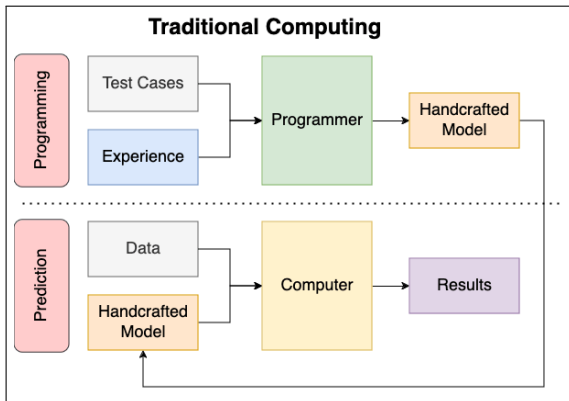 Traditional Computing
Programming
Test Cases
Experience
Programmer
Handcrafted
Model
Prediction
Data
Handcrafted
Model
Computer
Results